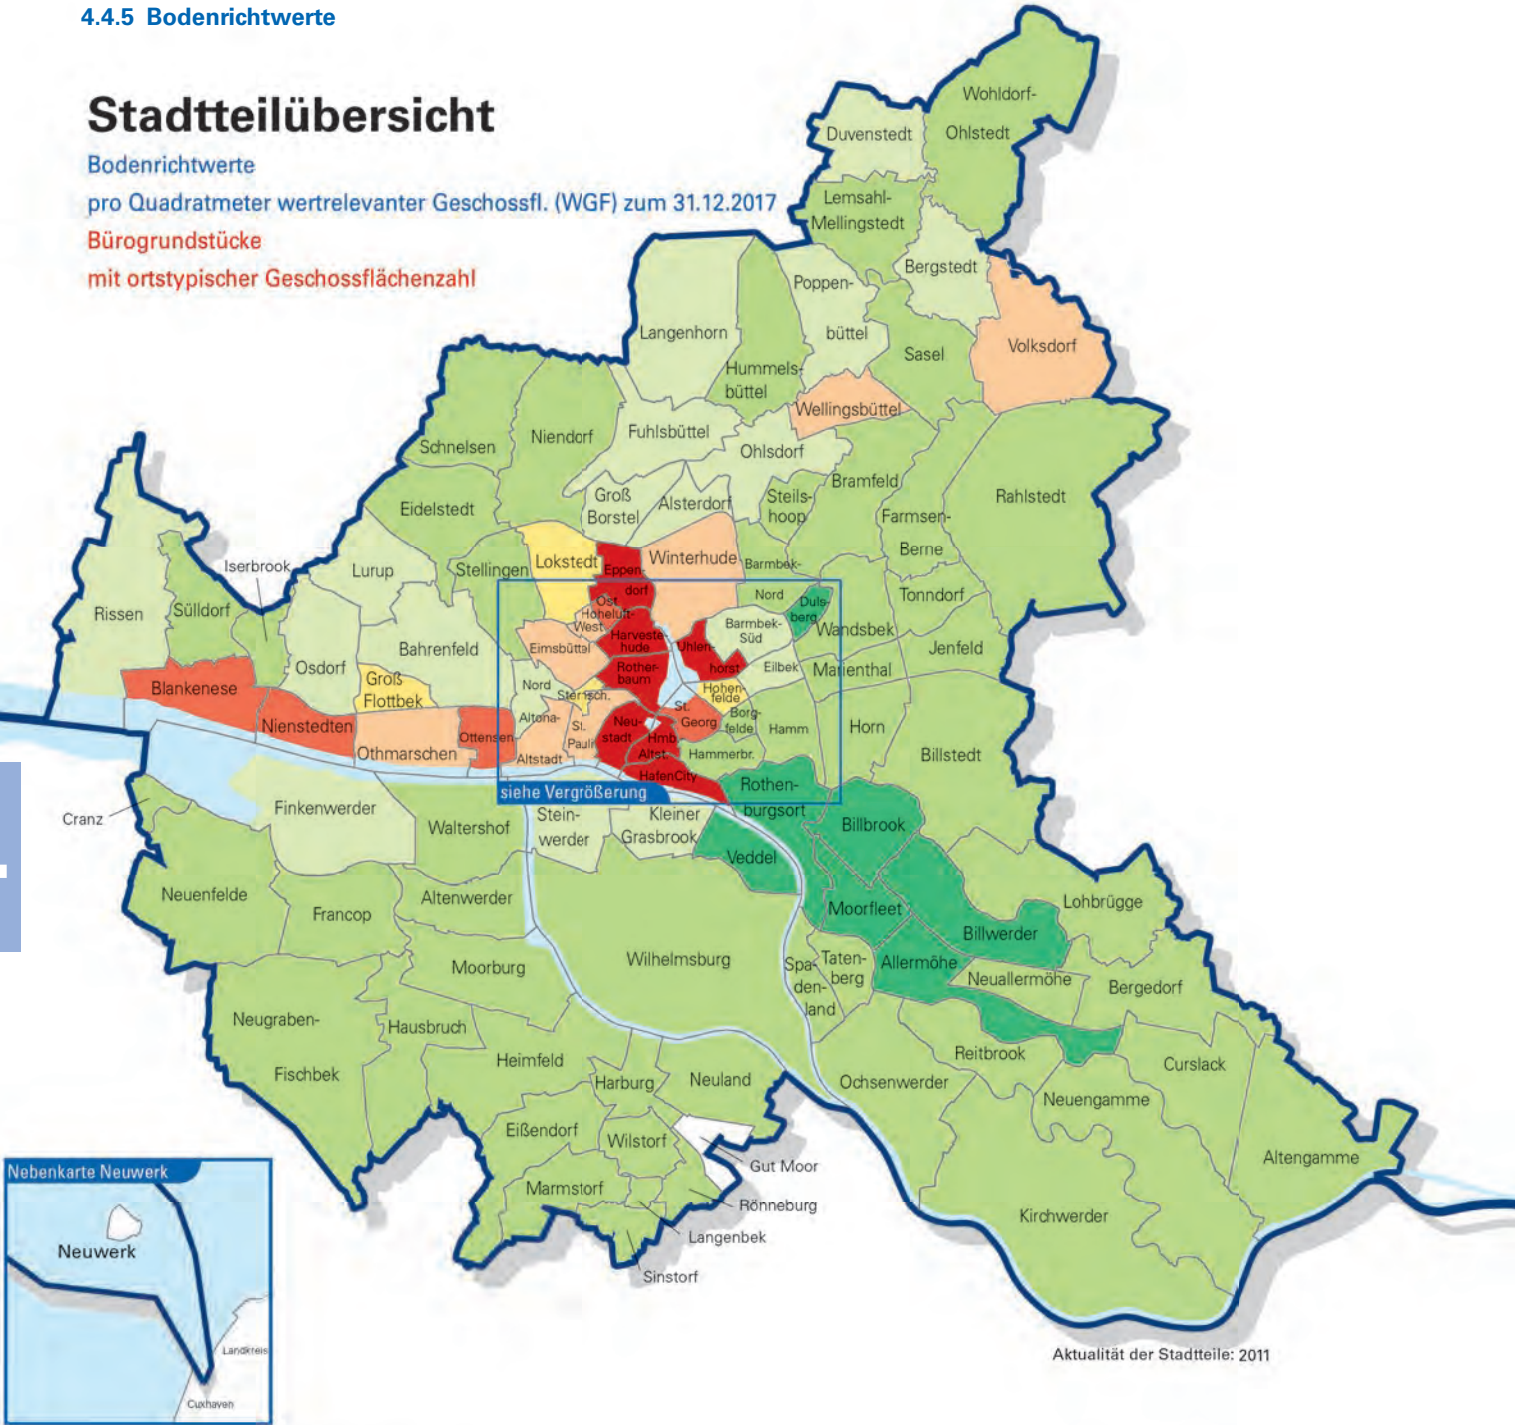 4.4.5 Bodenrichtwerte
Stadtteilübersicht
Bodenrichtwerte
pro Quadratmeter wertrelevanter Geschossfl. (WGF) zum 31.12.2017
Bürogrundstücke
mit ortstypischer Geschossflächenzahl
Wohldorf-
Ohlstedt
Duvenstedt
Lemsahl-
Mellingstedt
Bergstedt
Poppen-
büttel
Langenhorn
Hummels-
büttel
Sasel
Volksdorf
Wellingsbüttel
Schnelsen
Niendorf
Fuhlsbüttel
Ohlsdorf
Eidelstedt
Groß
Borstel
Alsterdorf
Steils-
hoop
Bramfeld
Farmsen-
Berne
Rahlstedt
Iserbrook
Lurup
Stellingen
Lokstedt
Eppen-
dorf
Winterhude
Barmbek-
Nord
Duls-
berg
Tonndorf
Rissen
Sülldorf
Ost
Hoheluft-
West
Harveste-
hude
Uhlen-
horst
Barmbek-
Süd
Wandsbek
Jenfeld
Osdorf
Bahrenfeld
Eimsbüttel
Rother-
baum
Eilbek
Marienthal
Blankenese
Groß
Flottbek
Nord
Altona-
Altstadt
Sternsch.
St.
Pauli
Hohen-
felde
Nienstedten
Othmarschen
Ottensen
Neu-
stadt
Hmb.
Altst.
St.
Georg
Borg-
felde
Hamm
Horn
Billstedt
Hammerbr.
HafenCity
siehe Vergrößerung
Rothen-
burgsort
Cranz
Finkenwerder
Waltershof
Stein-
werder
Kleiner
Grasbrook
Billbrook
Veddel
Neuenfelde
Francop
Altenwerder
Moorfleet
Lohbrügge
Billwerder
Moorburg
Wilhelmsburg
Spa-
den-
land
Taten-
berg
Allermöhe
Neuallermöhe
Bergedorf
Neugraben-
Fischbek
Hausbruch
Heimfeld
Harburg
Neuland
Reitbrook
Ochsenwerder
Curslack
Neuengamme
Eißendorf
Wilstorf
Gut Moor
Altengamme
Marmstorf
Rönneburg
Langenbek
Sinstorf
Kirchwerder
Nebenkarte Neuwerk
Neuwerk
Landkreis
Cuxhaven
Aktualität der Stadtteile: 2011